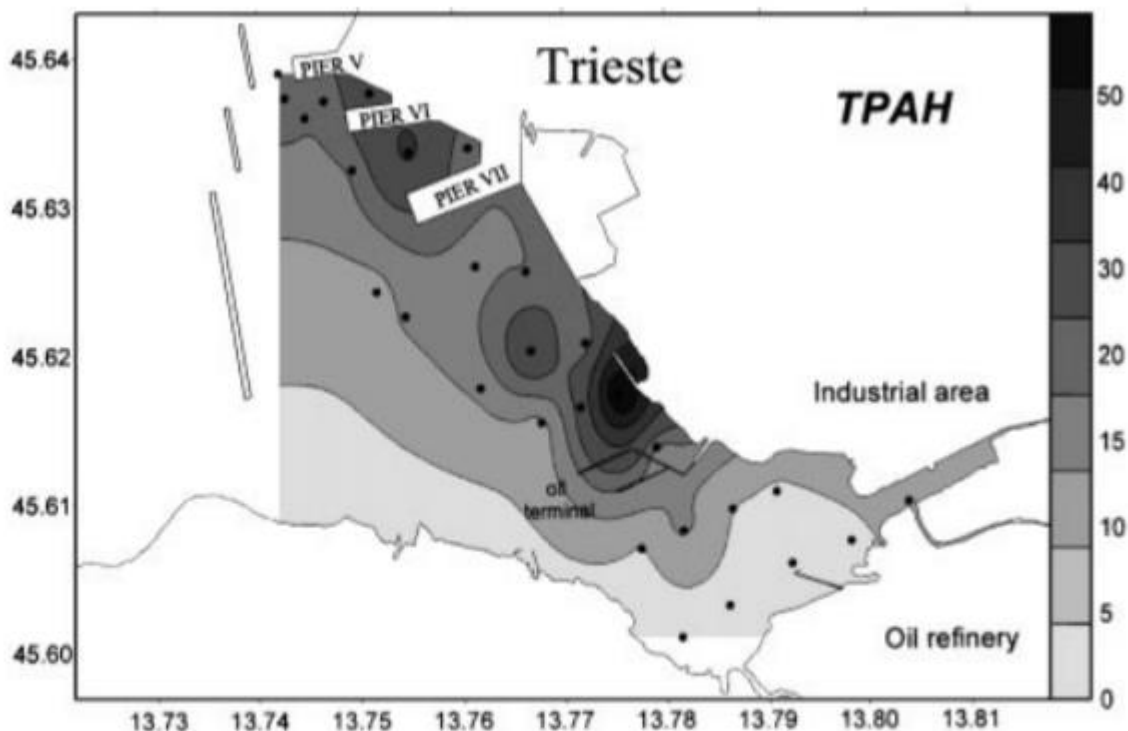 45.64
45.63
45.62
45.61
45.60
PIER V
Trieste
PIER VI
TPAH
PIER VII
Industrial area
oil
terminal
Oil refinery
50
40
30
20
15
10
5
0
13.73 13.74 13.75 13.76 13.77 13.78 13.79 13.80 13.81